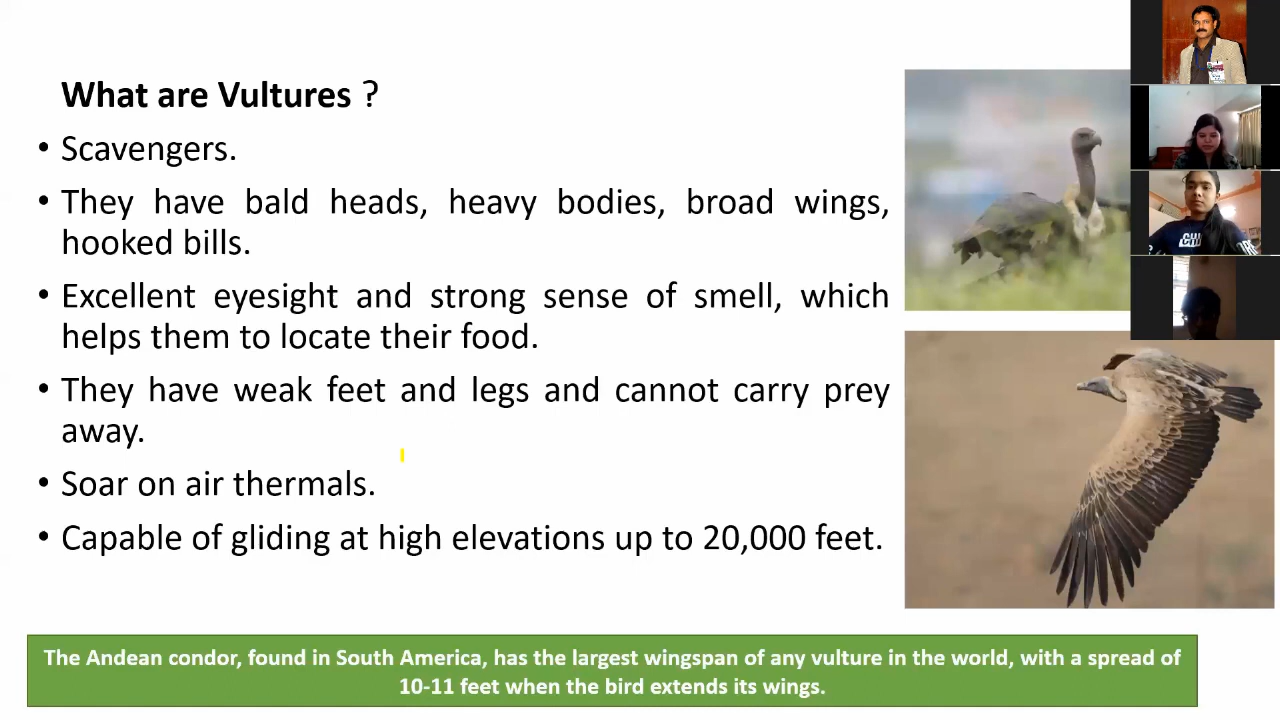 What are Vultures ?
• Scavengers.
• They have bald heads, heavy bodies, broad wings,
hooked bills.
• Excellent eyesight and strong sense of smell, which
helps them to locate their food.
• They have weak feet and legs and cannot carry prey
away.
• Soar on air thermals.
• Capable of gliding at high elevations up to 20,000 feet.
The Andean condor, found in South America, has the largest wingspan of any vulture in the world, with a spread of
10-11 feet when the bird extends its wings.